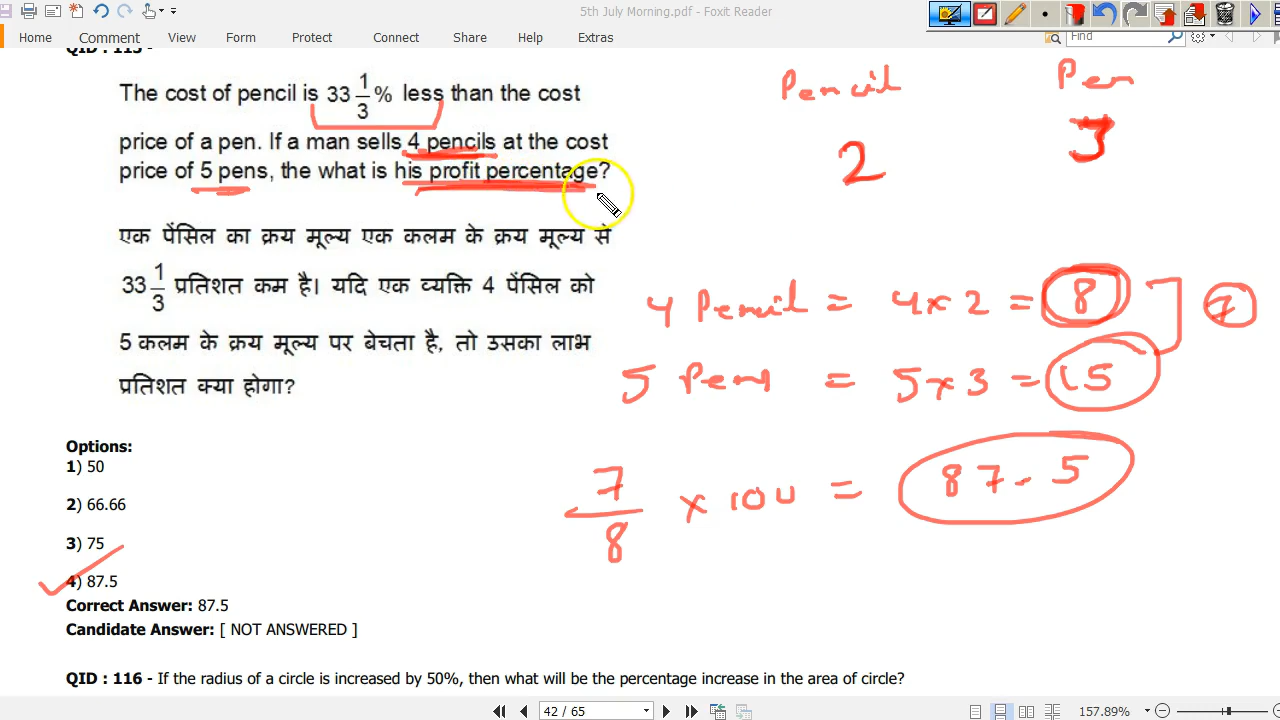 5th July Morning.pdf - Foxit Reader
Home Comment View Form Protect Connect Share Help Extras
Find
QID : 115 -
Pencil Pen
The cost of pencil is 33 1/3 % less than the cost
price of a pen. If a man sells 4 pencils at the cost
price of 5 pens, the what is his profit percentage?
2 3
एक पेंसिल का क्रय मूल्य एक कलम के क्रय मूल्य से
33 1/3 प्रतिशत कम है। यदि एक व्यक्ति 4 पेंसिल को
5 कलम के क्रय मूल्य पर बेचता है, तो उसका लाभ
प्रतिशत क्या होगा?
4 Pencil = 4x2 = 8 7
5 Pens = 5x3 = 15
7/8 x 100 = 87.5
Options:
1) 50
2) 66.66
3) 75
4) 87.5
Correct Answer: 87.5
Candidate Answer: [ NOT ANSWERED ]
QID : 116 - If the radius of a circle is increased by 50%, then what will be the percentage increase in the area of circle?
42 / 65 157.89%